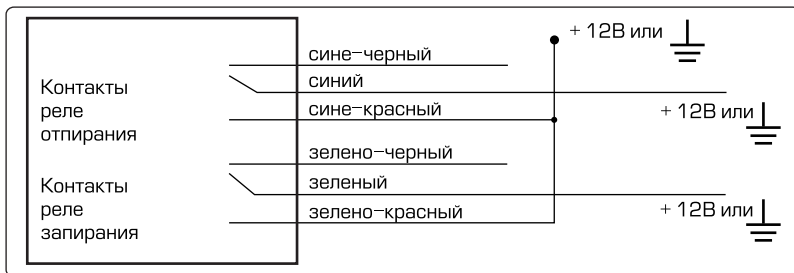 + 12В или
сине-черный
синий
Контакты
реле
отпирания
сине-красный
+ 12В или
зелено-черный
Контакты
реле
запирания
зеленый
зелено-красный
+ 12В или